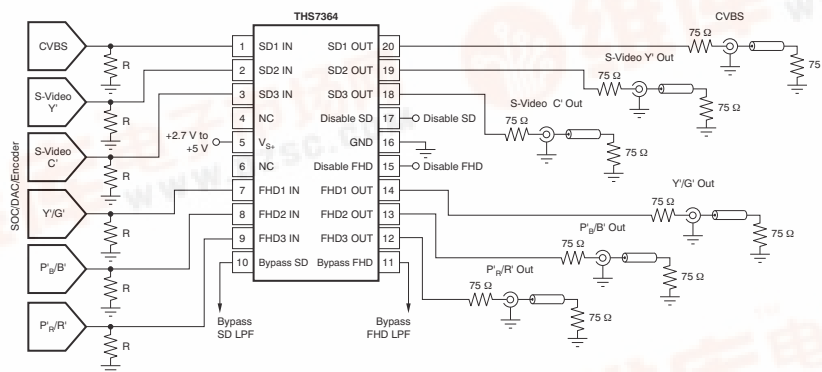 THS7364
CVBS
CVBS
R
1 SD1 IN SD1 OUT 20
75 Ω
75
S-Video Y' Out
S-Video
Y'
R
2 SD2 IN SD2 OUT 19
75 Ω
75 Ω
S-Video C' Out
S-Video
C'
R
3 SD3 IN SD3 OUT 18
75 Ω
75 Ω
4 NC Disable SD 17 Disable SD
+2.7 V to
+5 V
5 VS+ GND 16
6 NC Disable FHD 15 Disable FHD
SOC/DAC/Encoder
Y'/G'
R
7 FHD1 IN FHD1 OUT 14
Y'/G' Out
75 Ω
75 Ω
P'B/B'
R
8 FHD2 IN FHD2 OUT 13
P'B/B' Out
75 Ω
75 Ω
P'R/R'
R
9 FHD3 IN FHD3 OUT 12
P'R/R' Out
75 Ω
75 Ω
10 Bypass SD Bypass FHD 11
Bypass
SD LPF
Bypass
FHD LPF